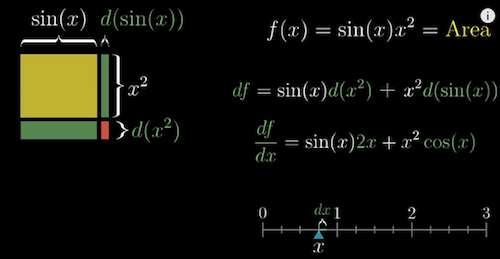 sin(x) d(sin(x))
x²
d(x²)
f(x) = sin(x)x² = Area
df = sin(x)d(x²) + x²d(sin(x))
df/dx = sin(x)2x + x² cos(x)
dx
0 1 2 3
x
i